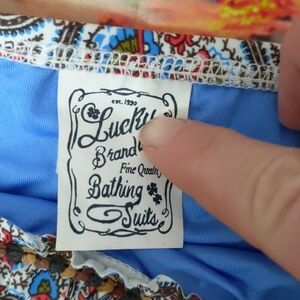 est. 1990
Lucky
Brand
Fine Quality
Bathing
Suits